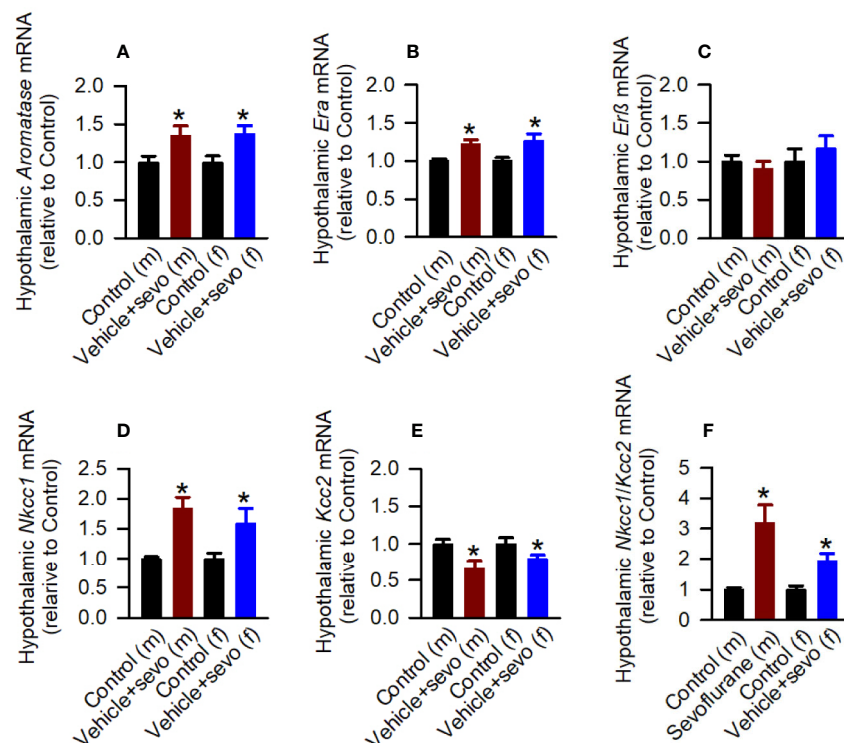 A
Hypothalamic Aromatase mRNA
(relative to Control)
2.0
1.5
1.0
0.5
0.0
*
*
Control (m)
Vehicle+sevo (m)
Control (f)
Vehicle+sevo (f)
B
Hypothalamic Era mRNA
(relative to Control)
2.0
1.5
1.0
0.5
0.0
*
*
Control (m)
Vehicle+sevo (m)
Control (f)
Vehicle+sevo (f)
C
Hypothalamic Erß mRNA
(relative to Control)
2.0
1.5
1.0
0.5
0.0
Control (m)
Vehicle+sevo (m)
Control (f)
Vehicle+sevo (f)
D
Hypothalamic Nkcc1 mRNA
(relarive to Control)
2.5
2.0
1.5
1.0
0.5
0.0
*
*
Control (m)
Vehicle+sevo (m)
Control (f)
Vehicle+sevo (f)
E
Hypothalamic Kcc2 mRNA
(relative to Control)
2.0
1.5
1.0
0.5
0.0
*
*
Control (m)
Vehicle+sevo (m)
Control (f)
Vehicle+sevo (f)
F
Hypothalamic Nkcc1/Kcc2 mRNA
(relative to Control)
5
4
3
2
1
0
*
*
Control (m)
Sevoflurane (m)
Control (f)
Vehicle+sevo (f)